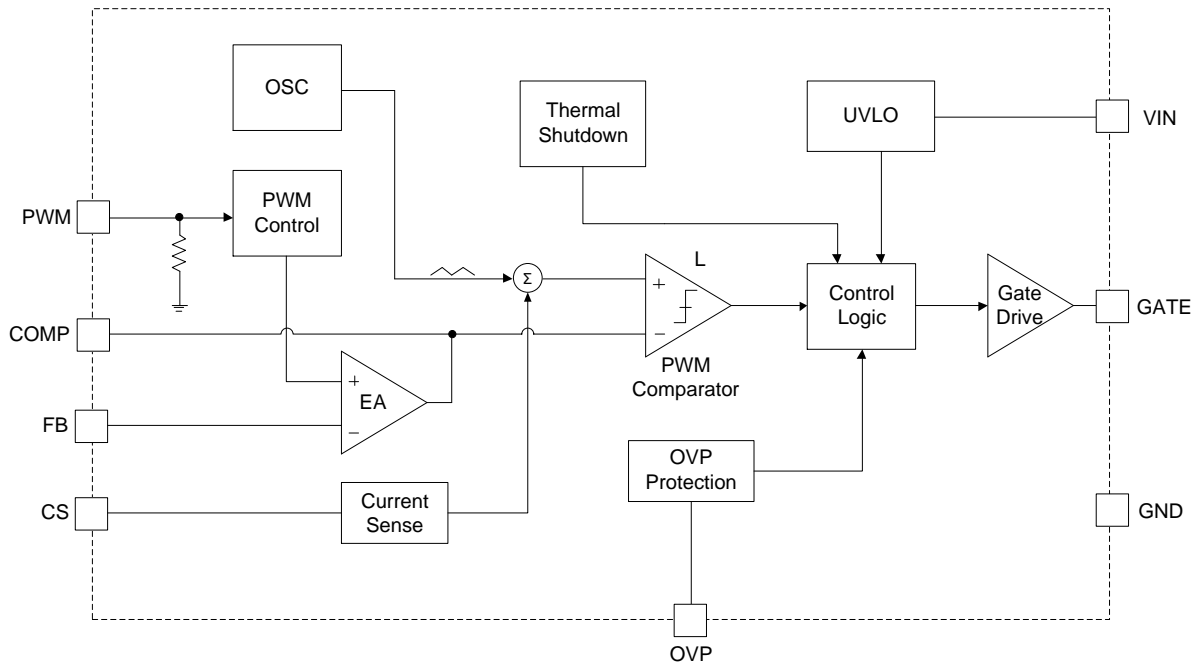 OSC
Thermal
Shutdown
UVLO
VIN
PWM
PWM
Control
L
Σ
+
−
Control
Logic
Gate
Drive
GATE
COMP
PWM
Comparator
+
EA
−
FB
OVP
Protection
CS
Current
Sense
GND
OVP